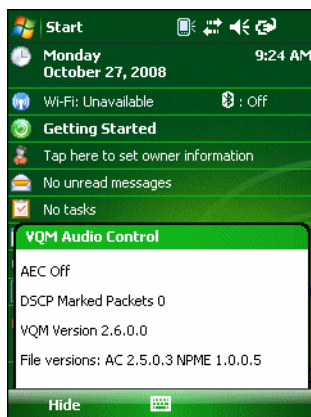 Start
Monday 9:24 AM
October 27, 2008
Wi-Fi: Unavailable : Off
Getting Started
Tap here to set owner information
No unread messages
No tasks
VQM Audio Control
AEC Off
DSCP Marked Packets 0
VQM Version 2.6.0.0
File versions: AC 2.5.0.3 NPME 1.0.0.5
Hide